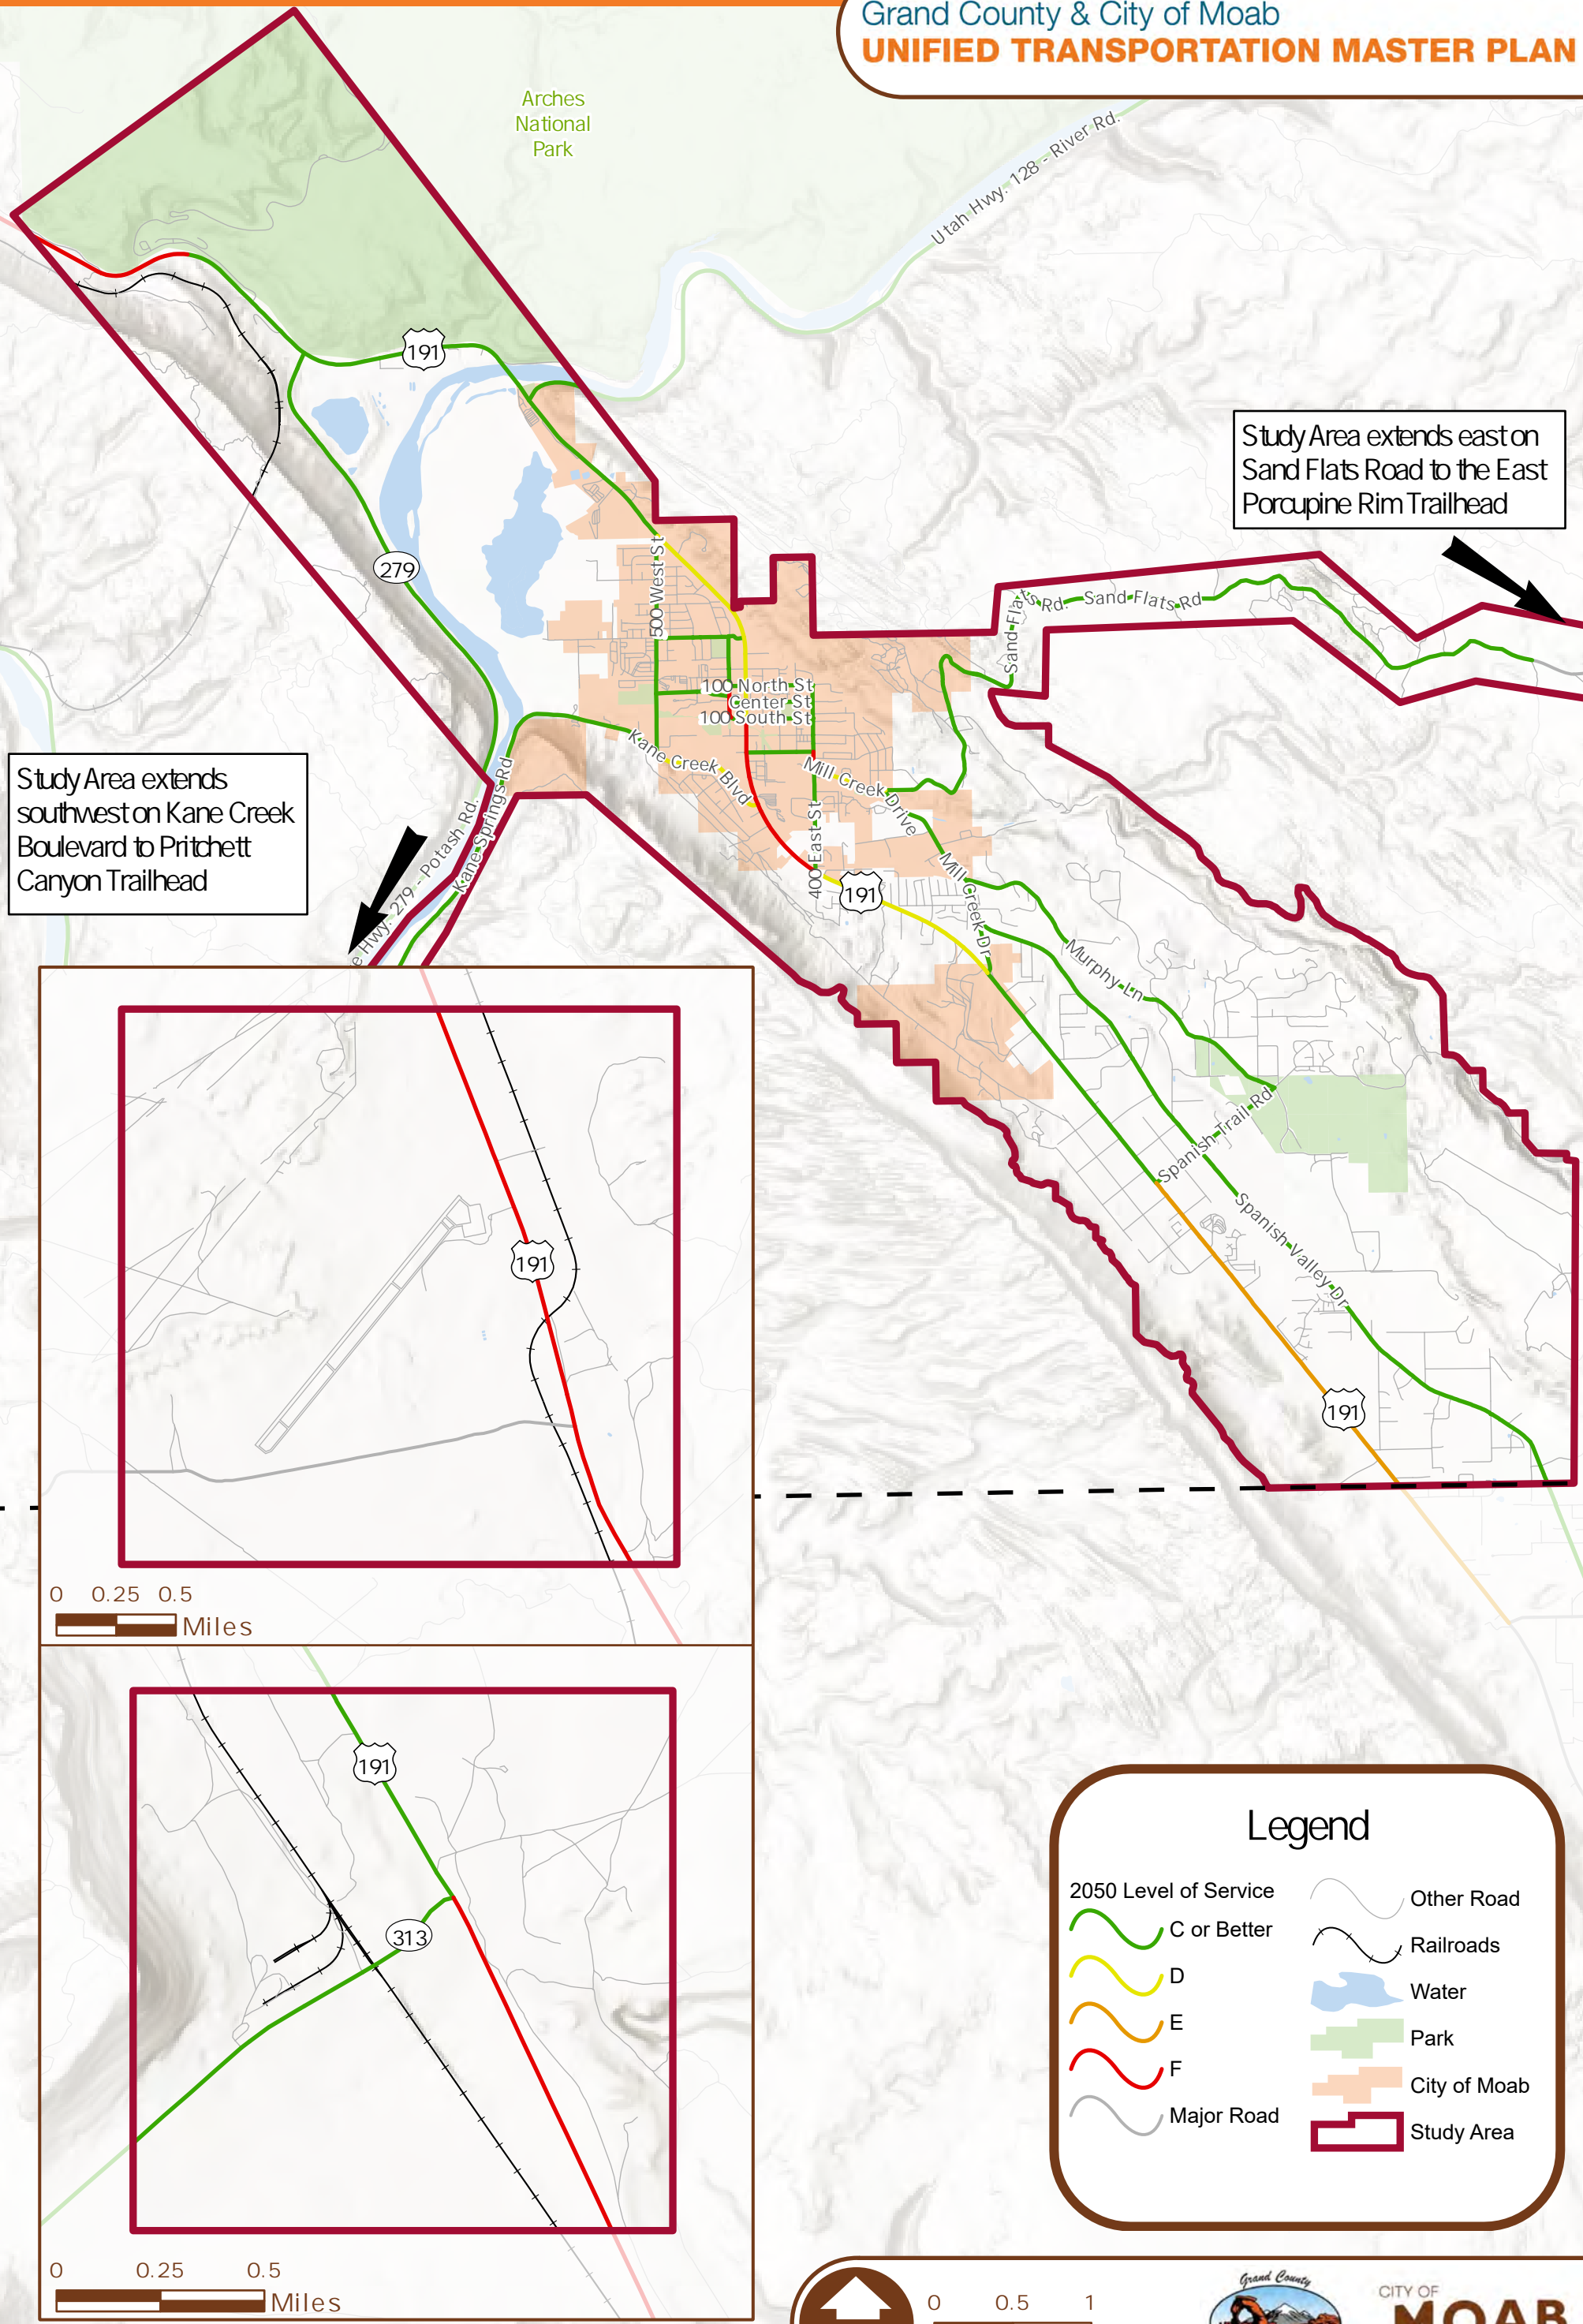 Grand County & City of Moab
UNIFIED TRANSPORTATION MASTER PLAN
Arches
National
Park
Utah Hwy. 128 - River Rd.
191
Study Area extends east on
Sand Flats Road to the East
Porcupine Rim Trailhead
279
500 West St
Sand Flats Rd.
Sand Flats Rd
100 North St
Center St
100 South St
Kane Creek Blvd
Mill Creek Drive
Study Area extends
southwest on Kane Creek
Boulevard to Pritchett
Canyon Trailhead
e Hwy. 279 - Potash Rd.
Kane Springs Rd
400 East St
191
Mill Creek Dr
Murphy Ln
Spanish Trail Rd
Spanish Valley Dr
191
191
0 0.25 0.5
Miles
191
313
0 0.25 0.5
Miles
Legend
2050 Level of Service
C or Better
D
E
F
Major Road
Other Road
Railroads
Water
Park
City of Moab
Study Area
0 0.5 1
Grand County
CITY OF
MOAB